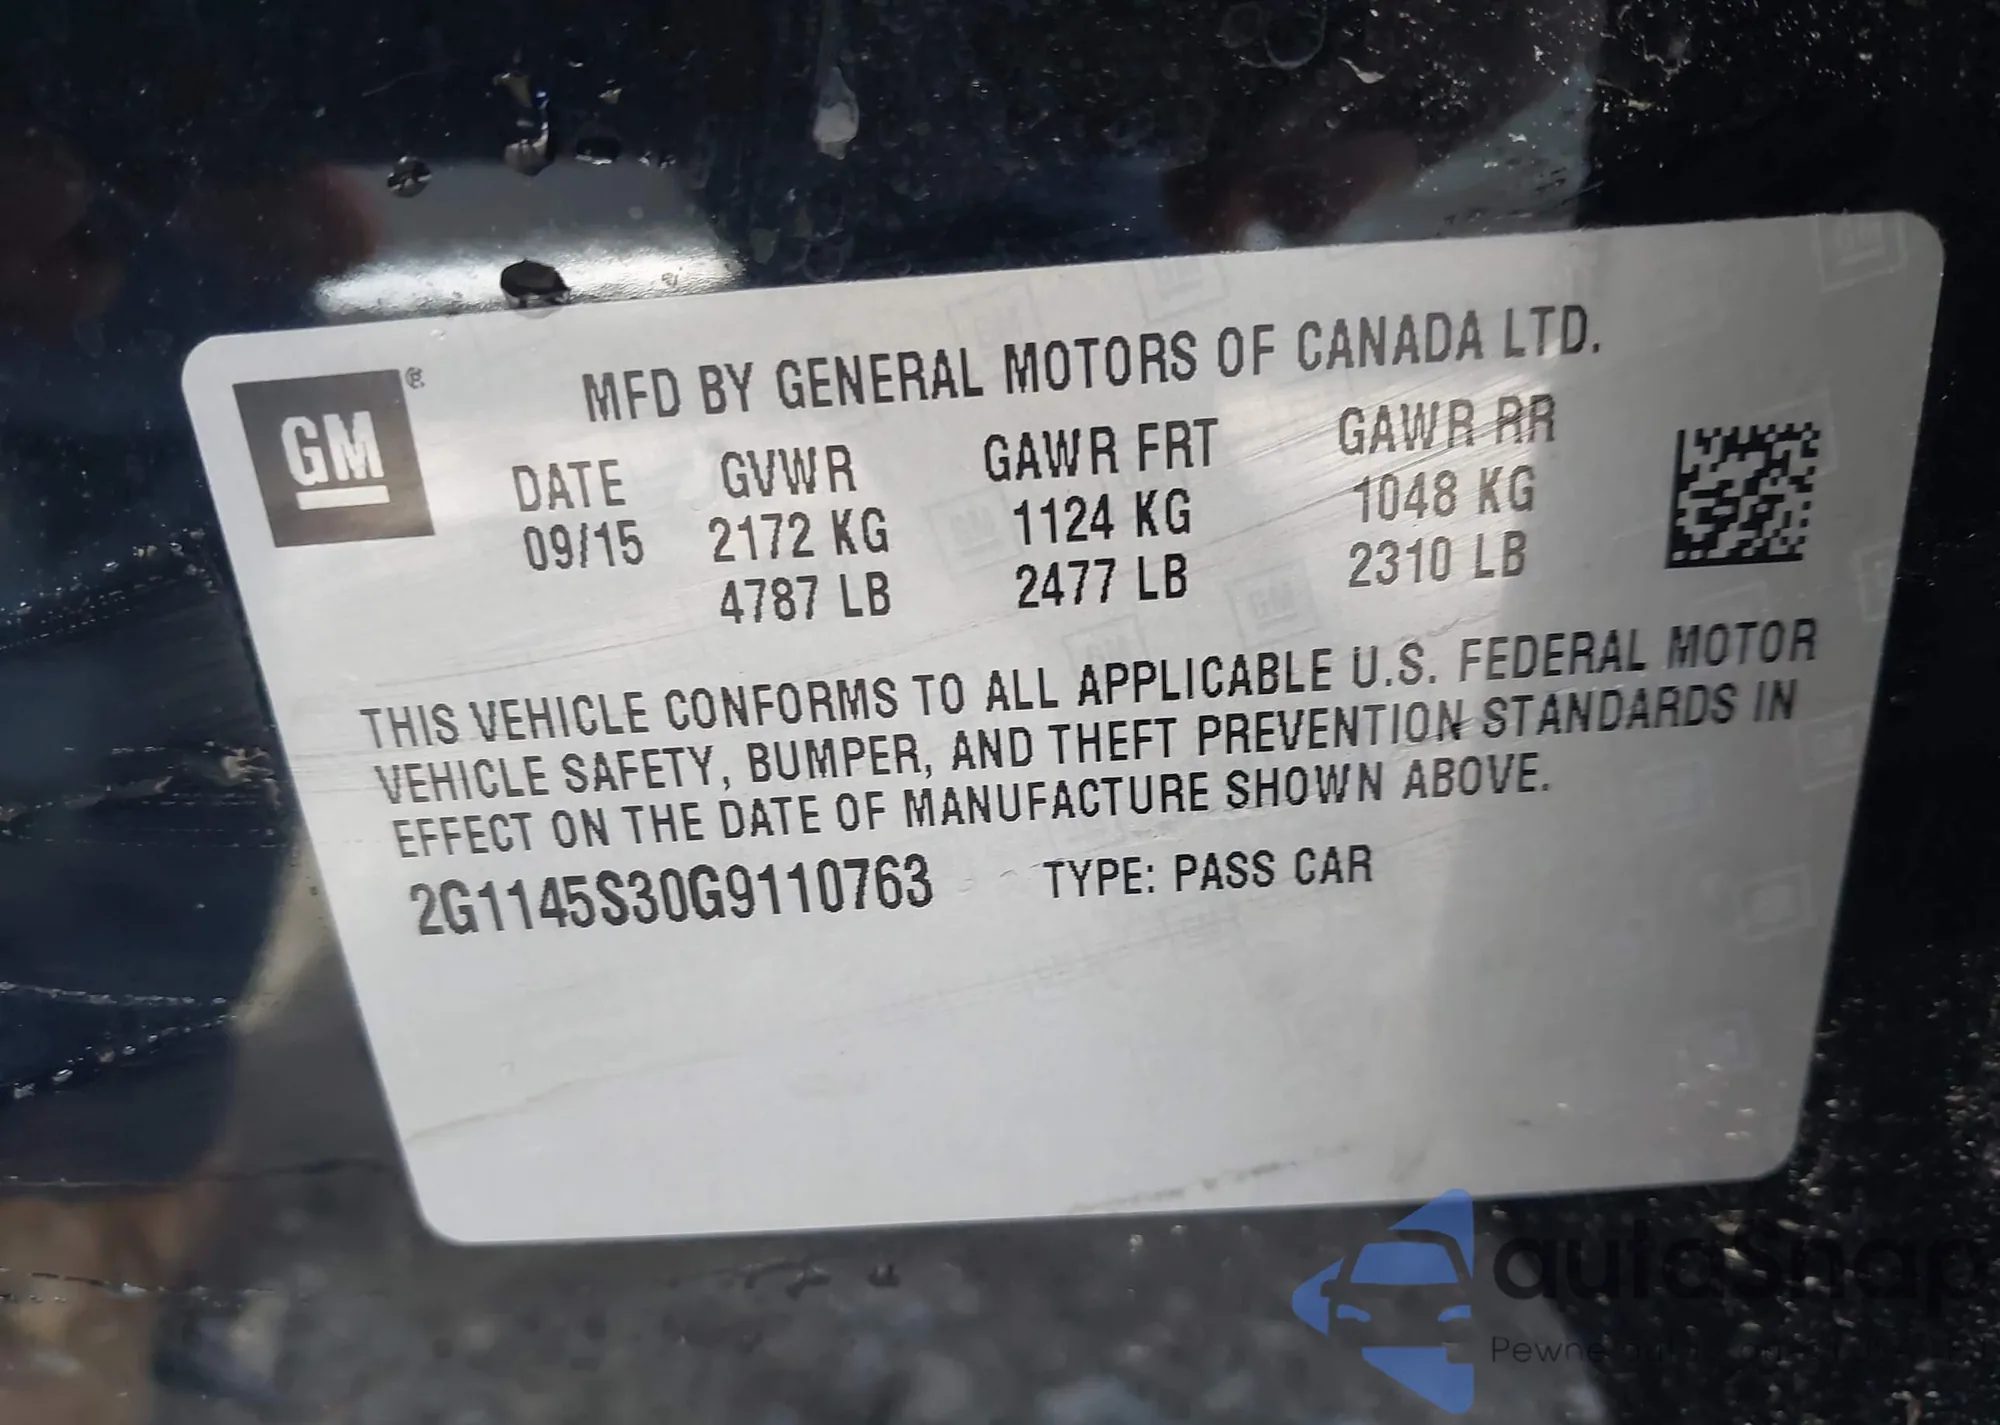 GM ®
MFD BY GENERAL MOTORS OF CANADA LTD.
DATE GVWR GAWR FRT GAWR RR
09/15 2172 KG 1124 KG 1048 KG
4787 LB 2477 LB 2310 LB
THIS VEHICLE CONFORMS TO ALL APPLICABLE U.S. FEDERAL MOTOR
VEHICLE SAFETY, BUMPER, AND THEFT PREVENTION STANDARDS IN
EFFECT ON THE DATE OF MANUFACTURE SHOWN ABOVE.
2G1145S30G9110763 TYPE: PASS CAR
autoSnap
Pewne